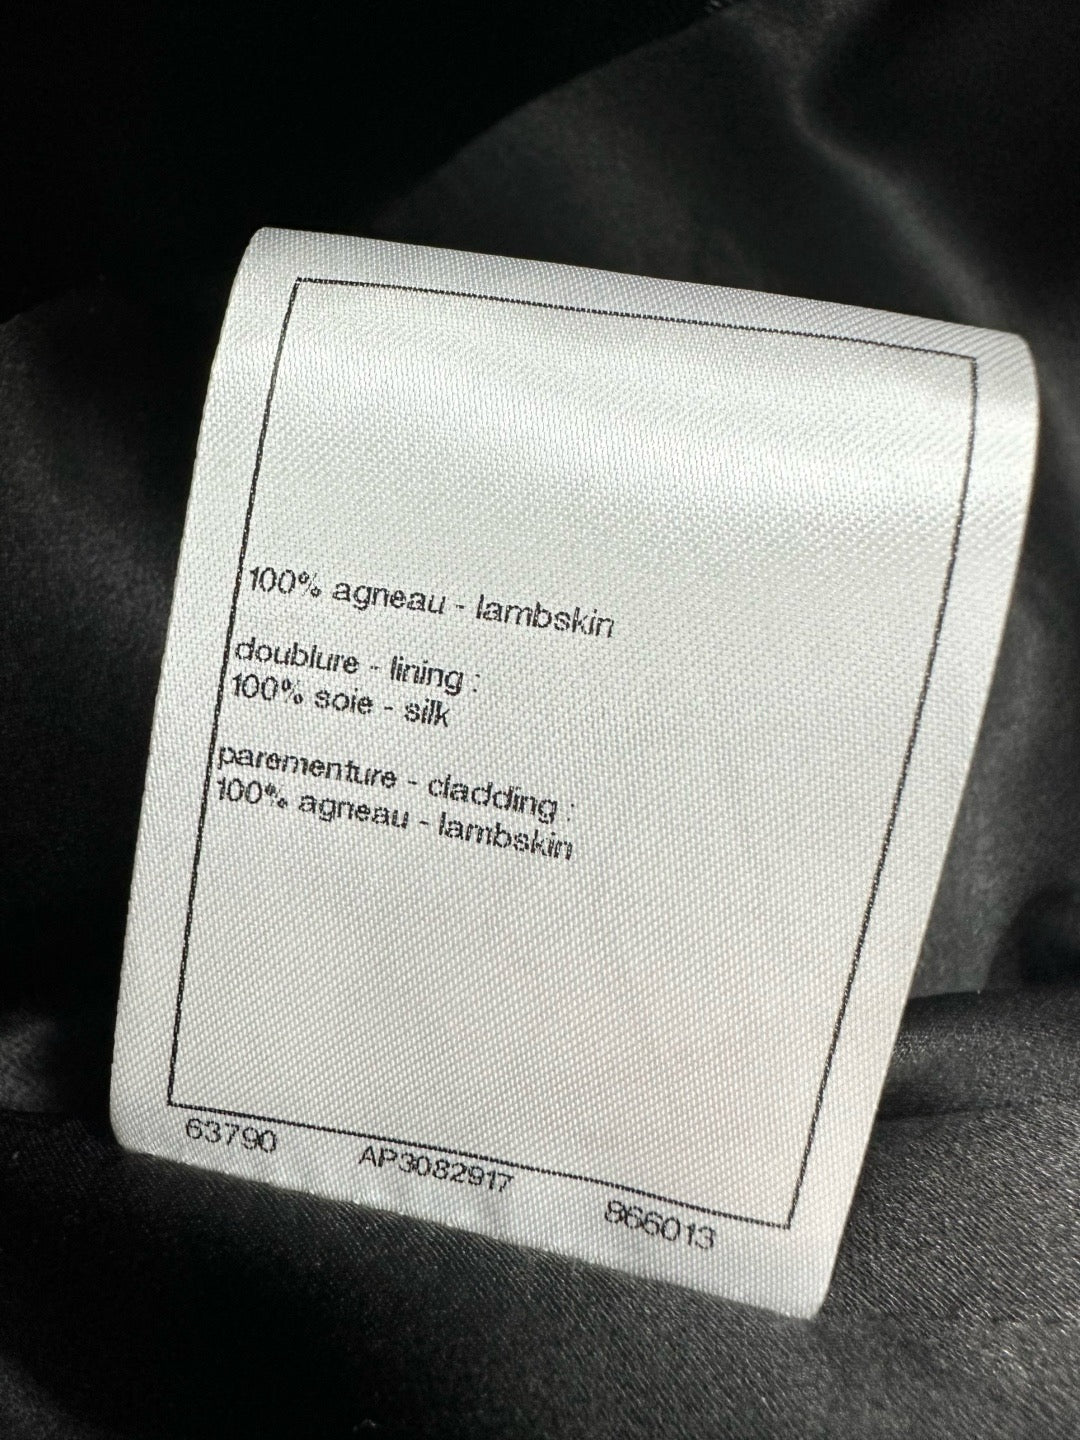 100% agneau - lambskin
doublure - lining :
100% soie - silk
parementure - cladding :
100% agneau - lambskin
63790 AP3082917 866013